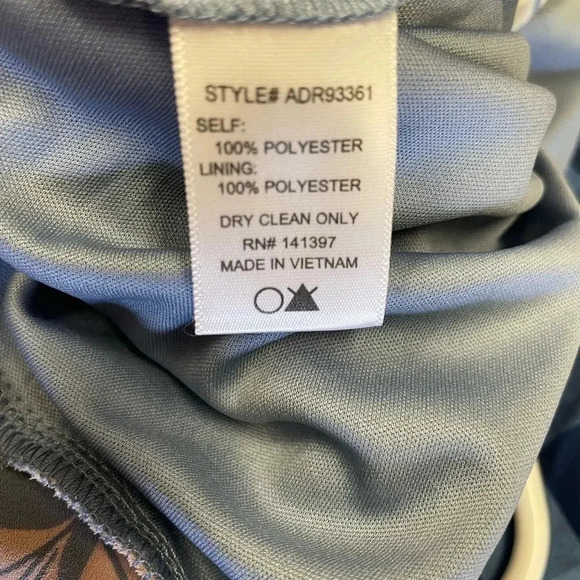 STYLE# ADR93361
SELF:
100% POLYESTER
LINING:
100% POLYESTER
DRY CLEAN ONLY
RN# 141397
MADE IN VIETNAM